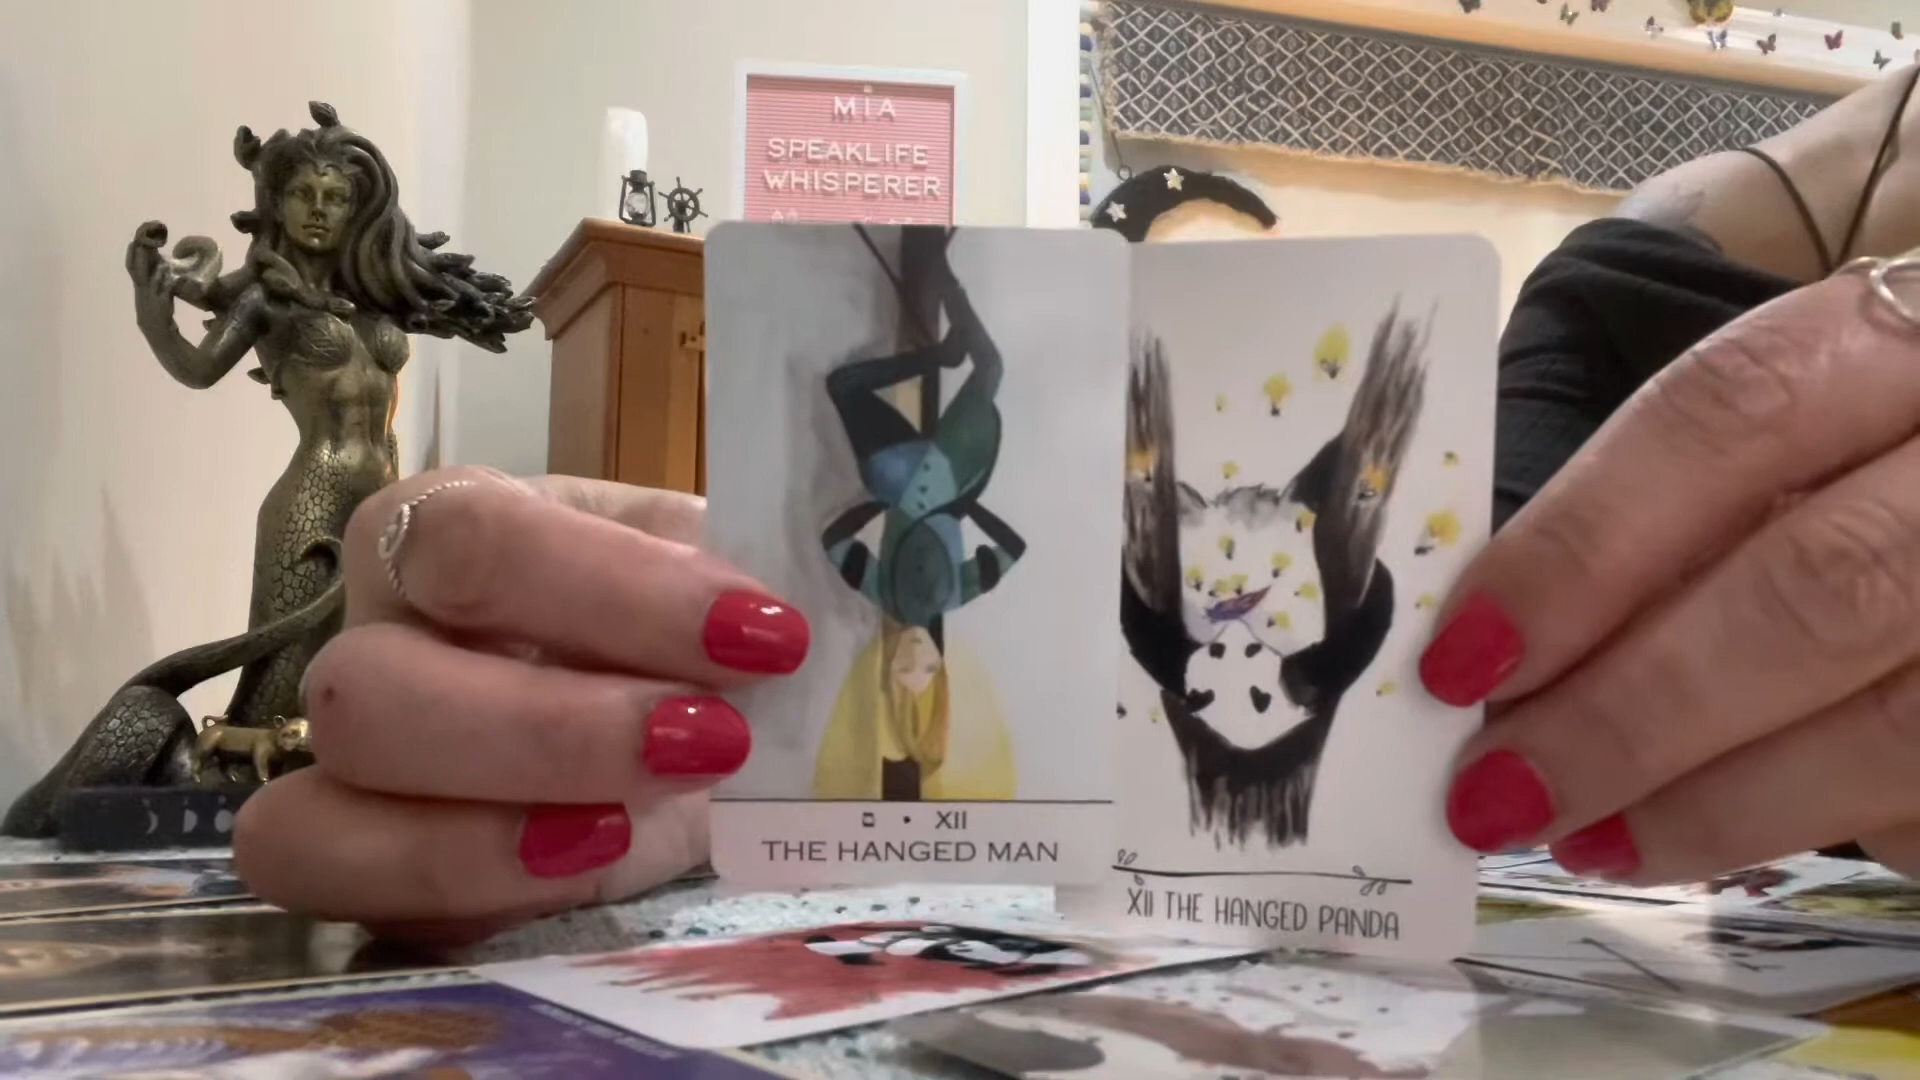 MIA
SPEAKLIFE
WHISPERER
מ • XII
THE HANGED MAN
XII THE HANGED PANDA